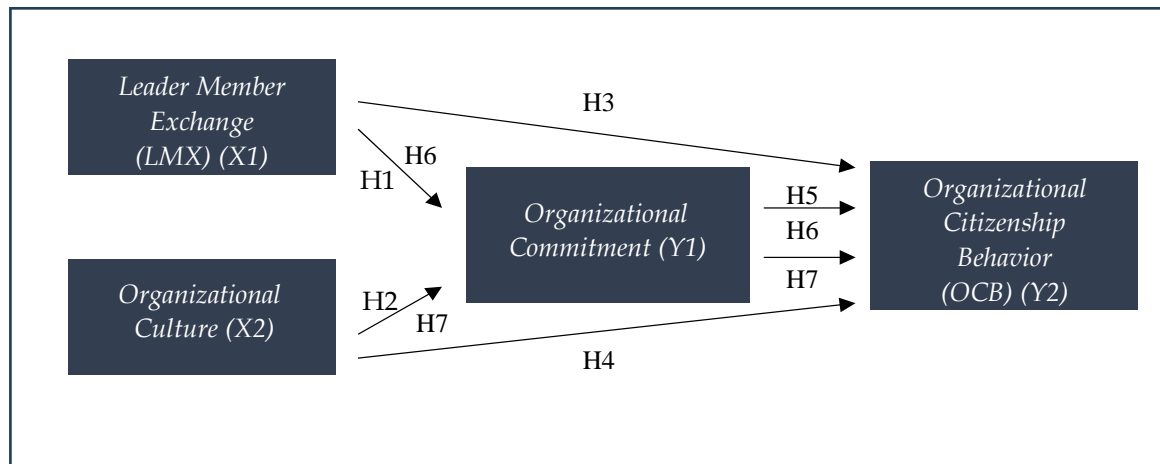 Leader Member
Exchange
(LMX) (X1)
H3
H6
H1
Organizational
Commitment (Y1)
H5
H6
H7
Organizational
Citizenship
Behavior
(OCB) (Y2)
Organizational
Culture (X2)
H2
H7
H4